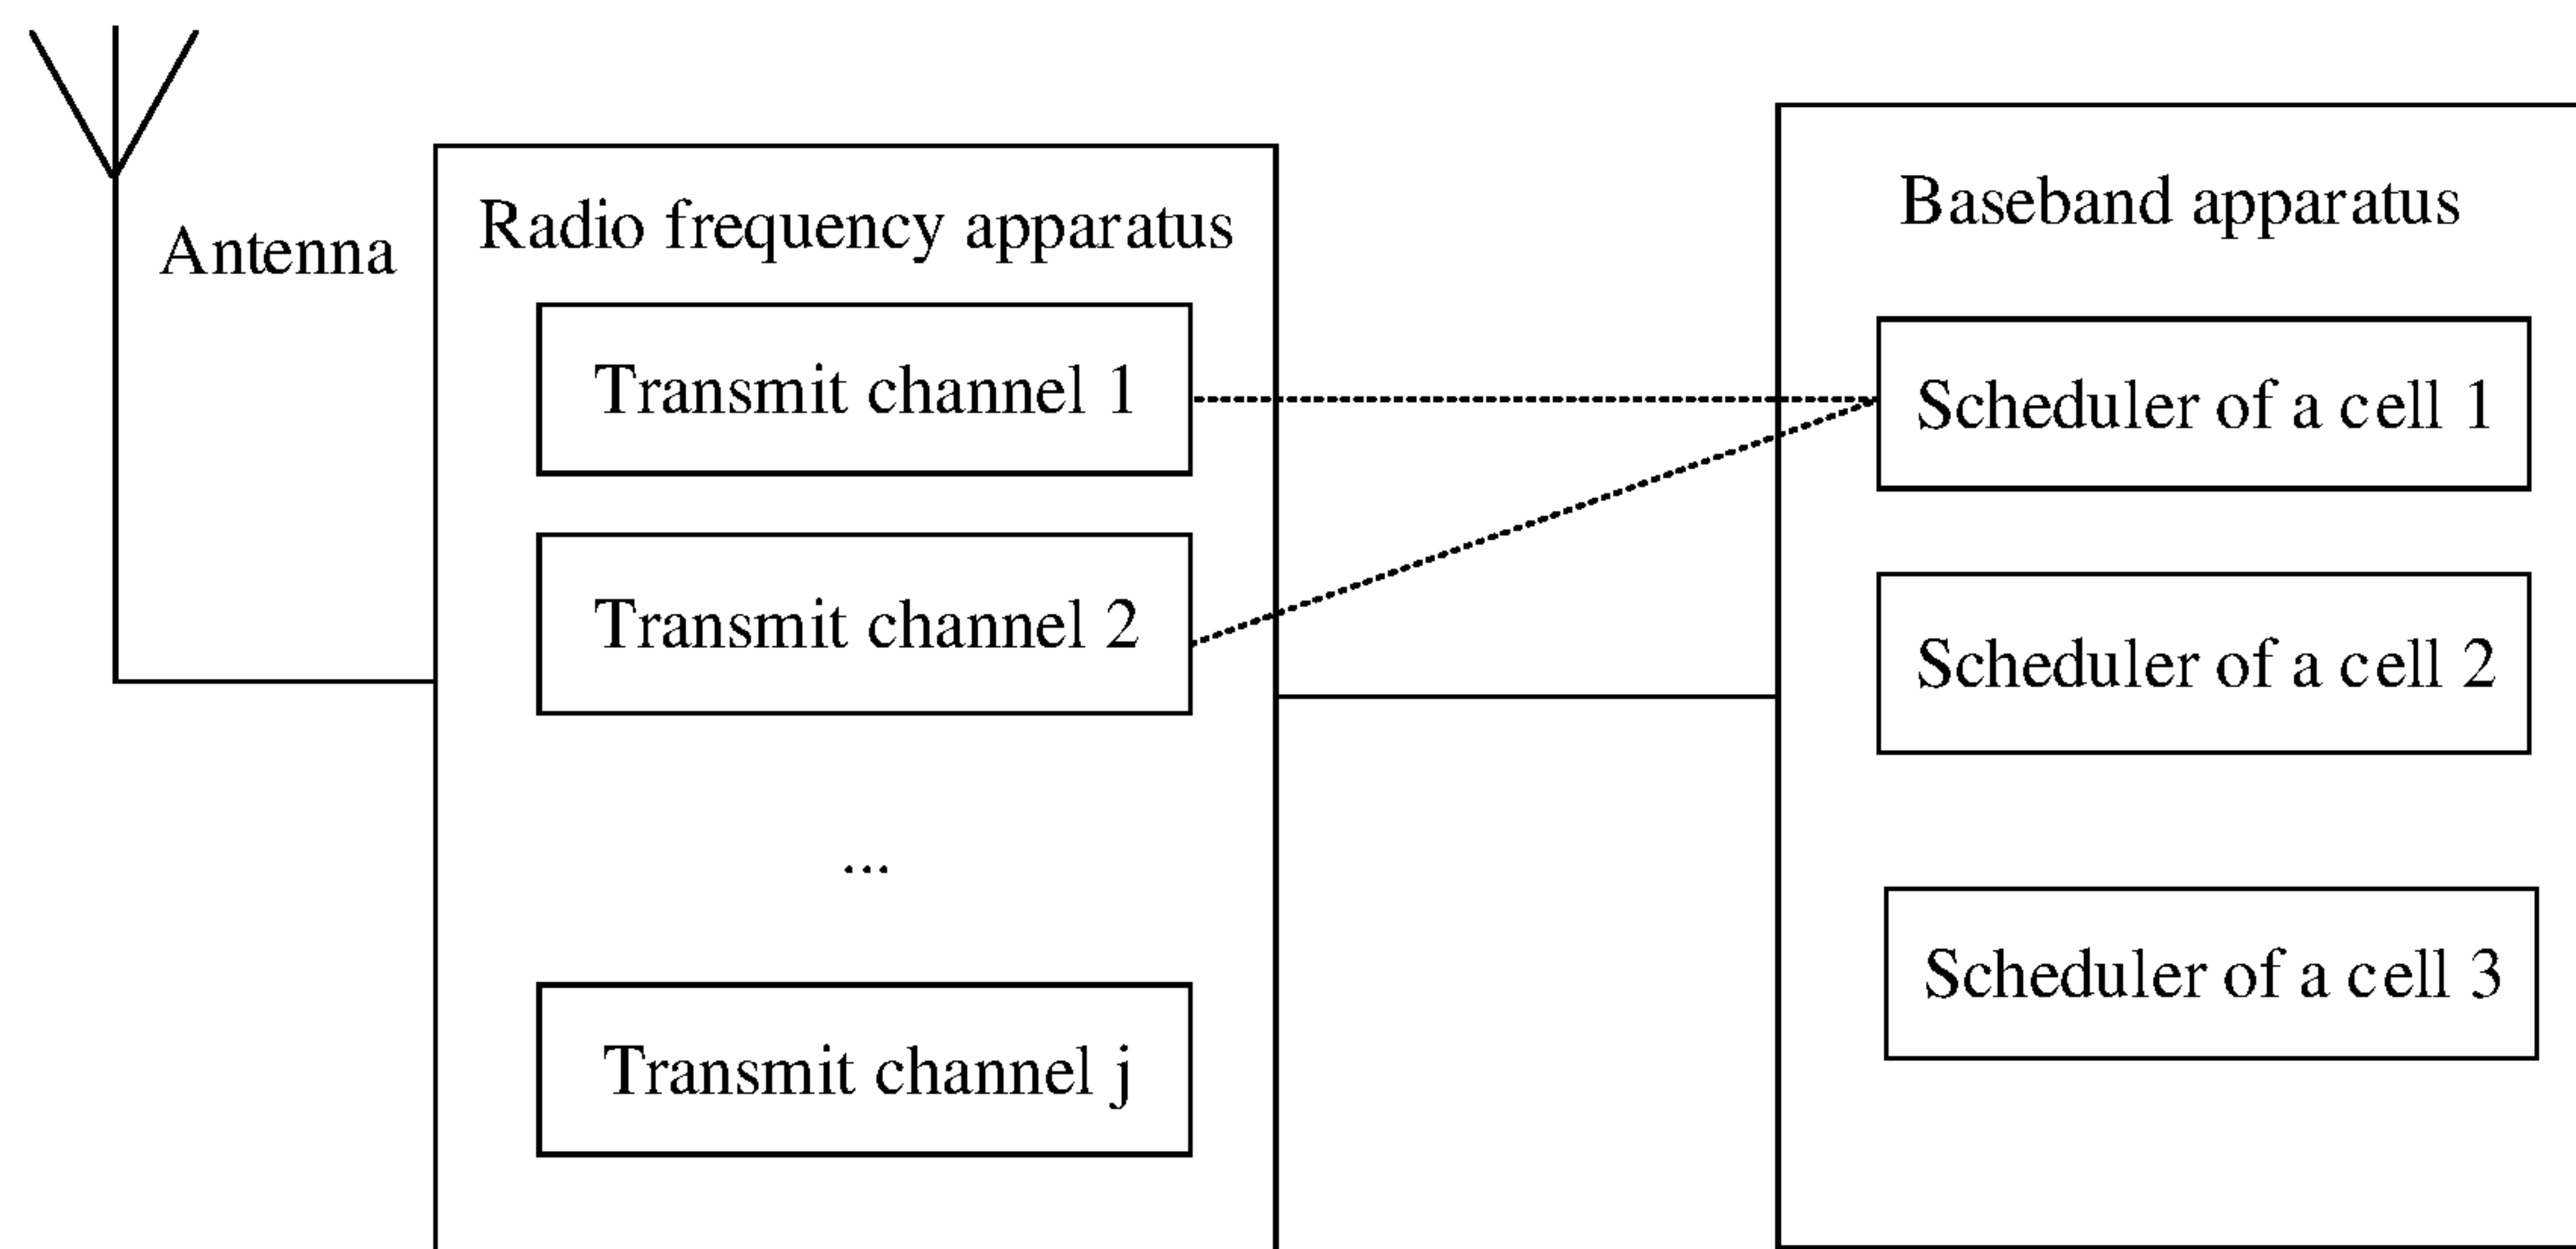 Antenna
Radio frequency apparatus
Transmit channel 1
Transmit channel 2
...
Transmit channel j
Baseband apparatus
Scheduler of a cell 1
Scheduler of a cell 2
Scheduler of a cell 3